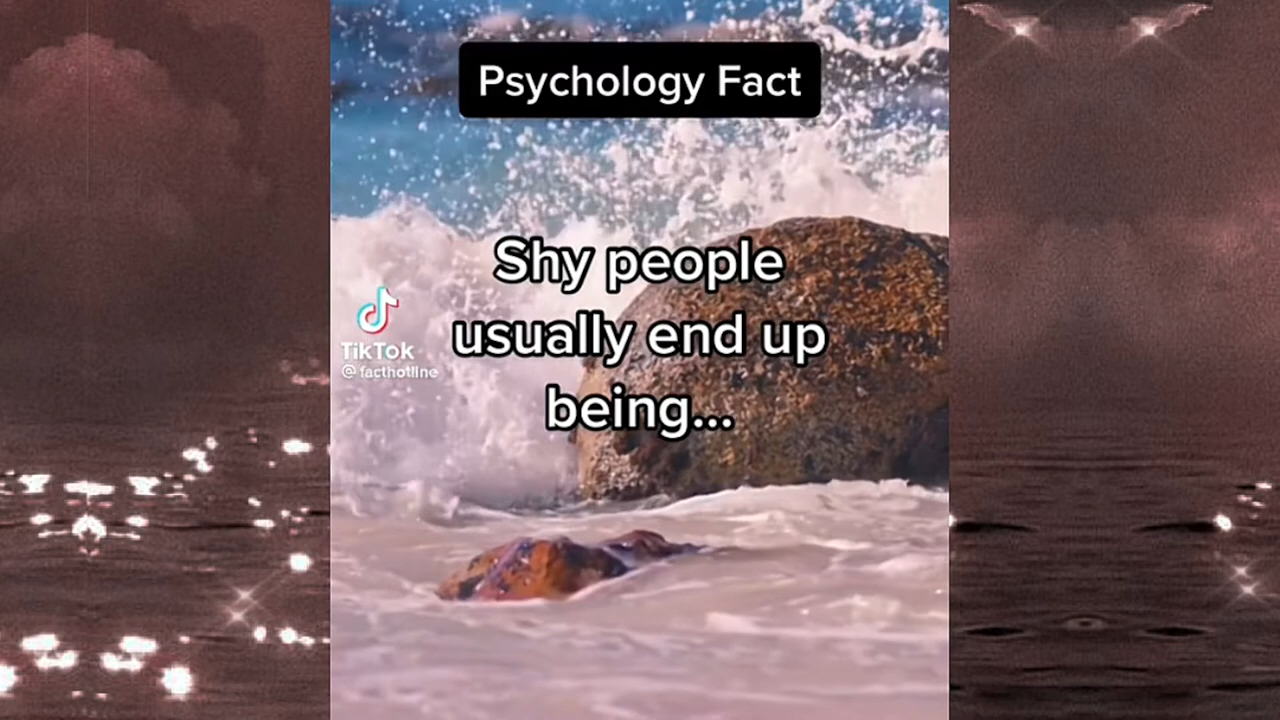 Psychology Fact
Shy people
usually end up
being...
TikTok
@facthotline